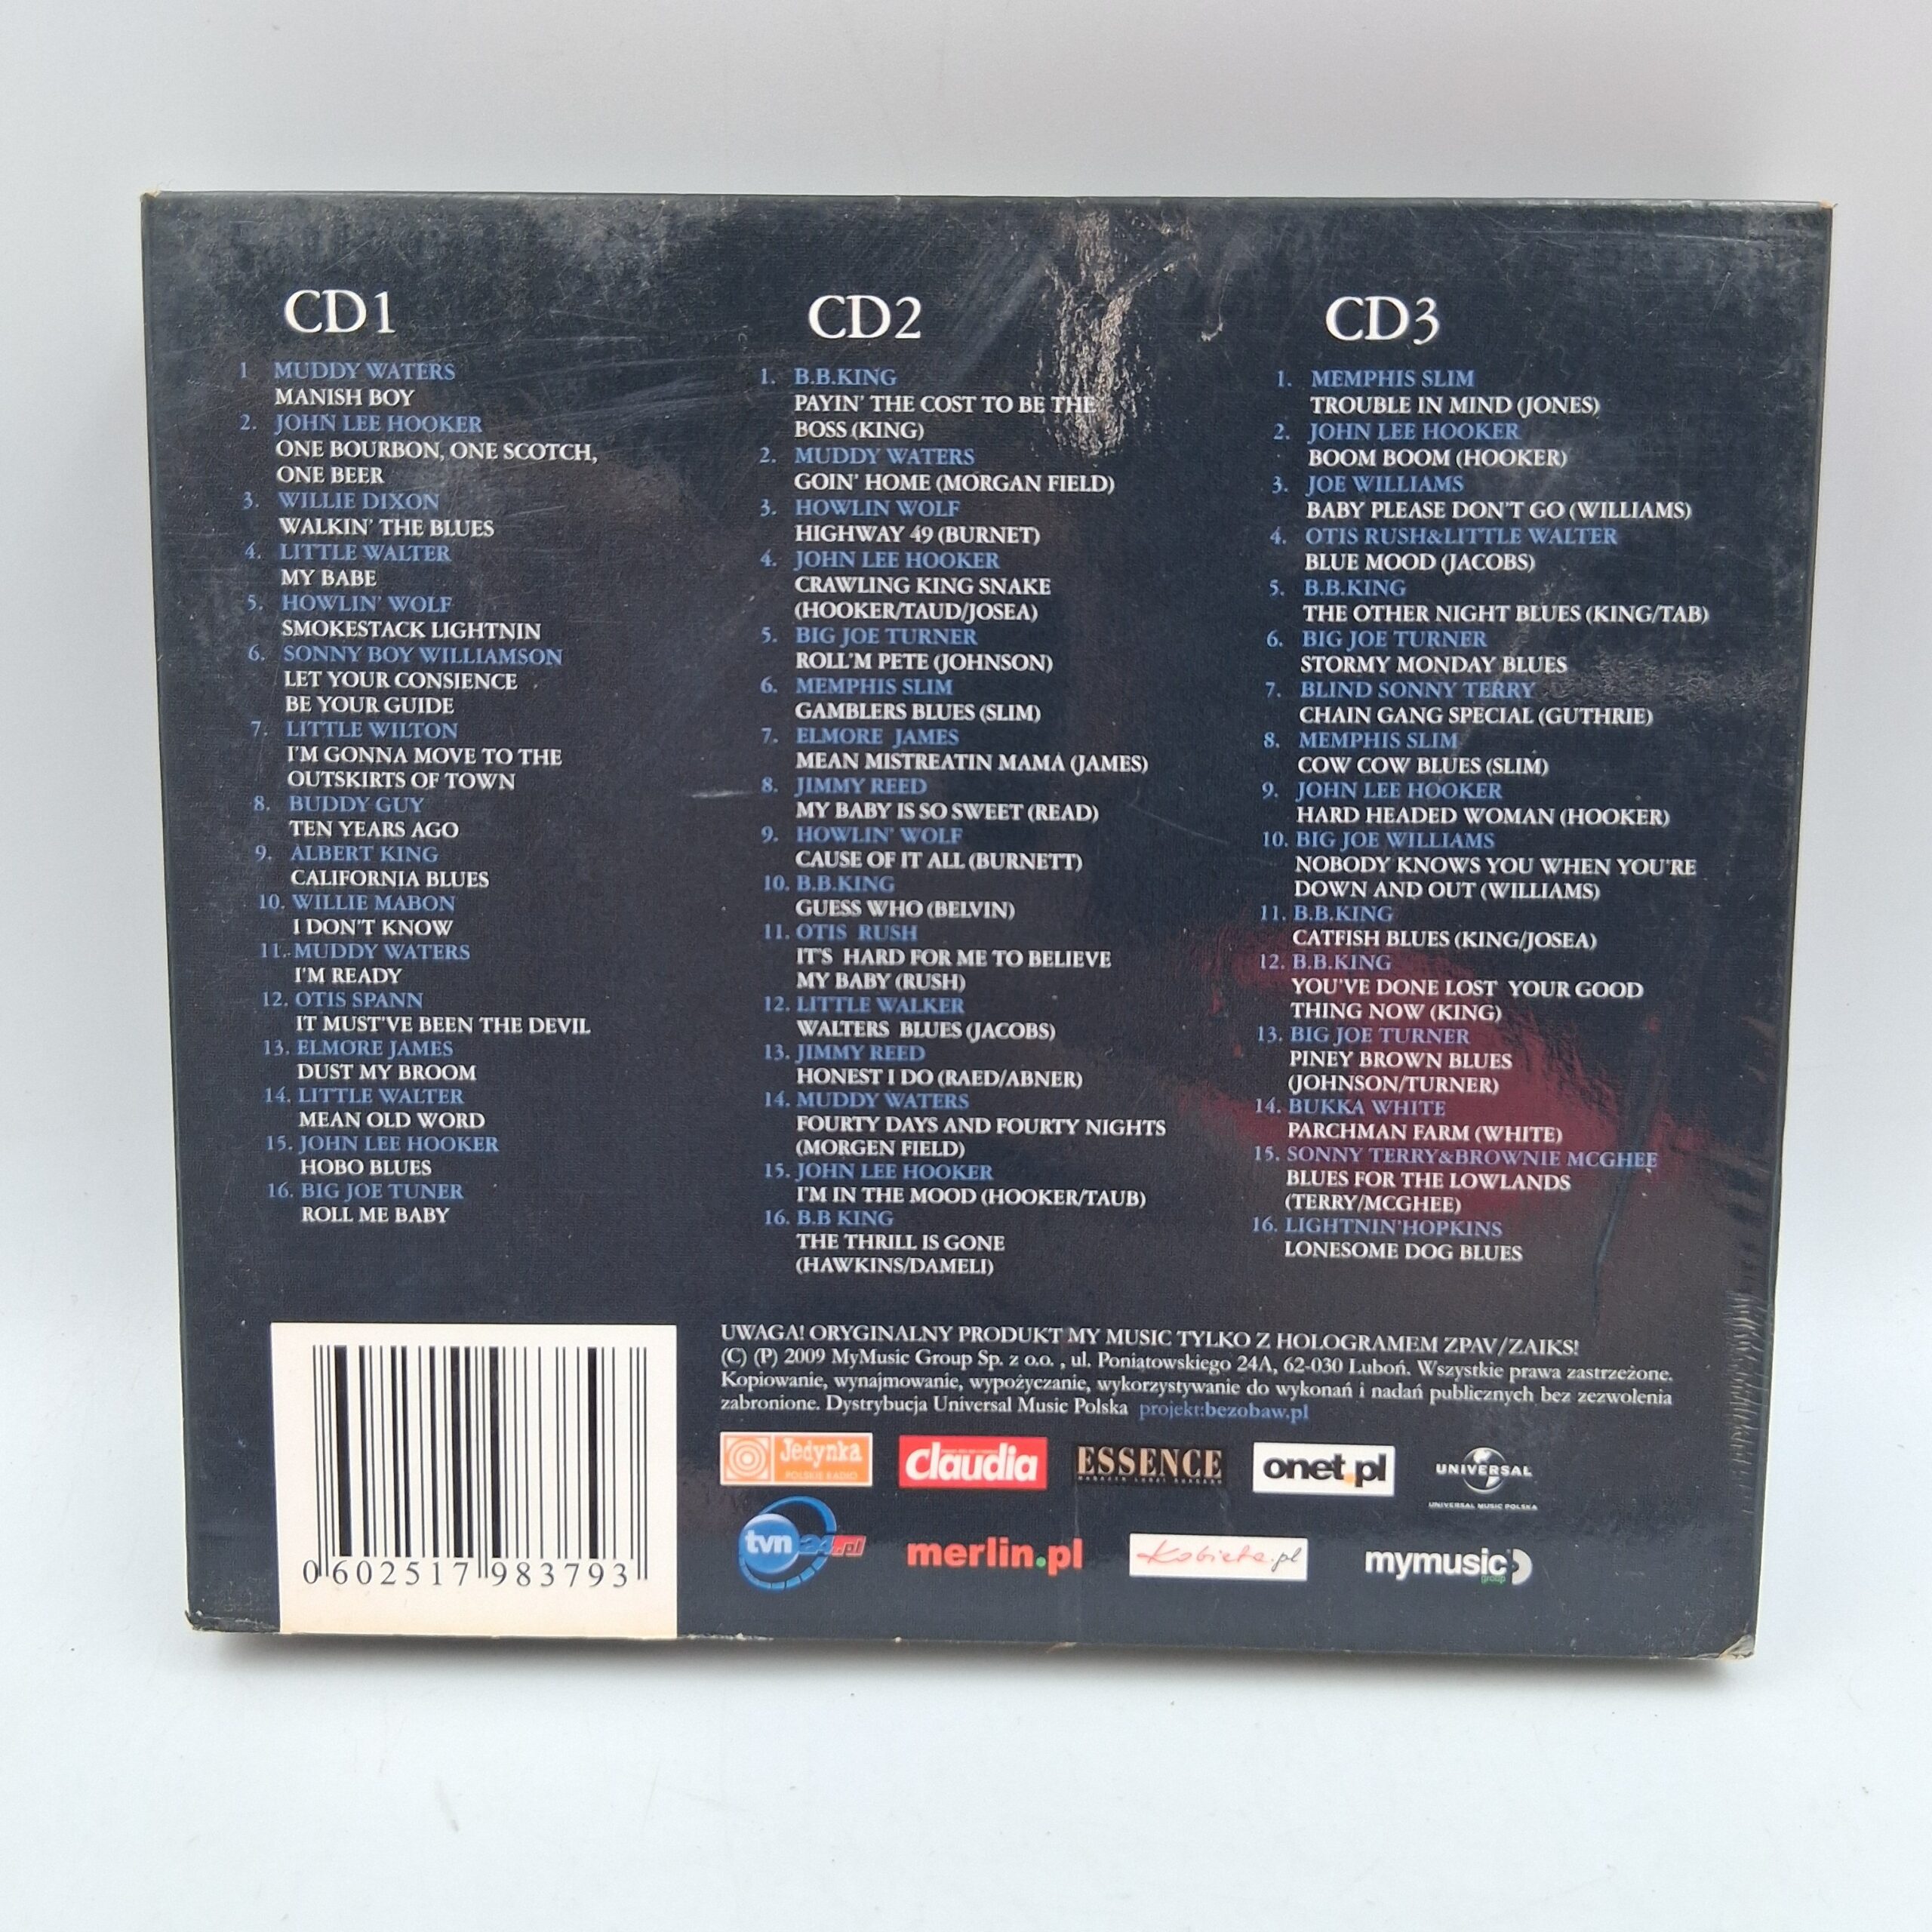 CD1
1 MUDDY WATERS
MANISH BOY
2. JOHN LEE HOOKER
ONE BOURBON, ONE SCOTCH,
ONE BEER
3. WILLIE DIXON
WALKIN' THE BLUES
4. LITTLE WALTER
MY BABE
5. HOWLIN' WOLF
SMOKESTACK LIGHTNIN
6. SONNY BOY WILLIAMSON
LET YOUR CONSIENCE
BE YOUR GUIDE
7. LITTLE WILTON
I'M GONNA MOVE TO THE
OUTSKIRTS OF TOWN
8. BUDDY GUY
TEN YEARS AGO
9. ALBERT KING
CALIFORNIA BLUES
10. WILLIE MABON
I DON'T KNOW
11. MUDDY WATERS
I'M READY
12. OTIS SPANN
IT MUST'VE BEEN THE DEVIL
13. ELMORE JAMES
DUST MY BROOM
14. LITTLE WALTER
MEAN OLD WORD
15. JOHN LEE HOOKER
HOBO BLUES
16. BIG JOE TUNER
ROLL ME BABY
CD2
1. B.B.KING
PAYIN' THE COST TO BE THE
BOSS (KING)
2. MUDDY WATERS
GOIN' HOME (MORGAN FIELD)
3. HOWLIN WOLF
HIGHWAY 49 (BURNET)
4. JOHN LEE HOOKER
CRAWLING KING SNAKE
(HOOKER/TAUD/JOSEA)
5. BIG JOE TURNER
ROLL'M PETE (JOHNSON)
6. MEMPHIS SLIM
GAMBLERS BLUES (SLIM)
7. ELMORE JAMES
MEAN MISTREATIN MAMA (JAMES)
8. JIMMY REED
MY BABY IS SO SWEET (READ)
9. HOWLIN' WOLF
CAUSE OF IT ALL (BURNETT)
10. B.B.KING
GUESS WHO (BELVIN)
11. OTIS RUSH
IT'S HARD FOR ME TO BELIEVE
MY BABY (RUSH)
12. LITTLE WALKER
WALTERS BLUES (JACOBS)
13. JIMMY REED
HONEST I DO (RAED/ABNER)
14. MUDDY WATERS
FOURTY DAYS AND FOURTY NIGHTS
(MORGEN FIELD)
15. JOHN LEE HOOKER
I'M IN THE MOOD (HOOKER/TAUB)
16. B.B KING
THE THRILL IS GONE
(HAWKINS/DAMELI)
CD3
1. MEMPHIS SLIM
TROUBLE IN MIND (JONES)
2. JOHN LEE HOOKER
BOOM BOOM (HOOKER)
3. JOE WILLIAMS
BABY PLEASE DON'T GO (WILLIAMS)
4. OTIS RUSH&LITTLE WALTER
BLUE MOOD (JACOBS)
5. B.B.KING
THE OTHER NIGHT BLUES (KING/TAB)
6. BIG JOE TURNER
STORMY MONDAY BLUES
7. BLIND SONNY TERRY
CHAIN GANG SPECIAL (GUTHRIE)
8. MEMPHIS SLIM
COW COW BLUES (SLIM)
9. JOHN LEE HOOKER
HARD HEADED WOMAN (HOOKER)
10. BIG JOE WILLIAMS
NOBODY KNOWS YOU WHEN YOU'RE
DOWN AND OUT (WILLIAMS)
11. B.B.KING
CATFISH BLUES (KING/JOSEA)
12. B.B.KING
YOU'VE DONE LOST YOUR GOOD
THING NOW (KING)
13. BIG JOE TURNER
PINEY BROWN BLUES
(JOHNSON/TURNER)
14. BUKKA WHITE
PARCHMAN FARM (WHITE)
15. SONNY TERRY&BROWNIE MCGHEE
BLUES FOR THE LOWLANDS
(TERRY/MCGHEE)
16. LIGHTNIN'HOPKINS
LONESOME DOG BLUES
0 602517 983793
UWAGA! ORYGINALNY PRODUKT MY MUSIC TYLKO Z HOLOGRAMEM ZPAV/ZAIKS!
(C) (P) 2009 MyMusic Group Sp. z o.o. , ul. Poniatowskiego 24A, 62-030 Luboń. Wszystkie prawa zastrzeżone.
Kopiowanie, wynajmowanie, wypożyczanie, wykorzystywanie do wykonań i nadań publicznych bez zezwolenia
zabronione. Dystrybucja Universal Music Polska projekt:bezobaw.pl
Jedynka
POLSKIE RADIO
claudia
ESSENCE
onet.pl
UNIVERSAL
UNIVERSAL MUSIC POLSKA
tvn24.pl
merlin.pl
Kobieta.pl
mymusic
group